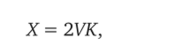 X = 2VK,